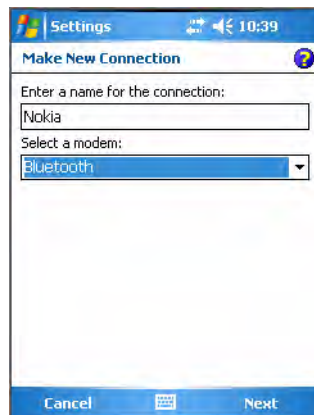 Settings 10:39
Make New Connection ?
Enter a name for the connection:
Nokia
Select a modem:
Bluetooth
Cancel Next